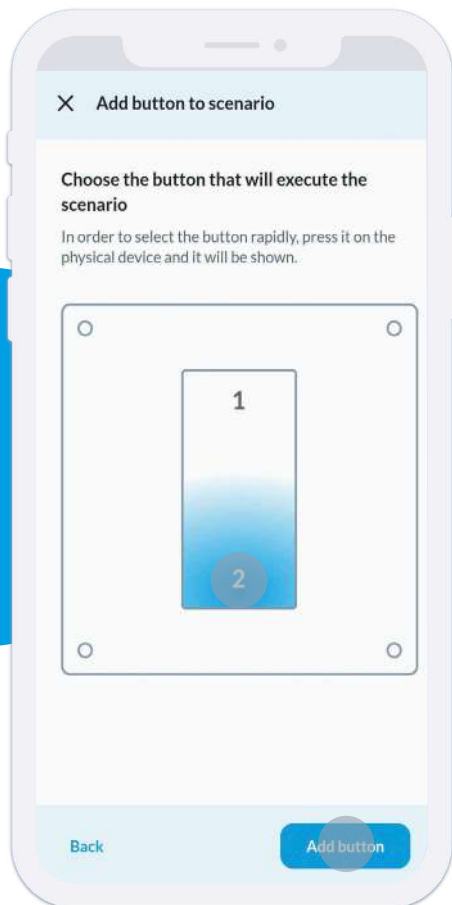 Add button to scenario
Choose the button that will execute the
scenario
In order to select the button rapidly, press it on the
physical device and it will be shown.
1
2
Back
Add button